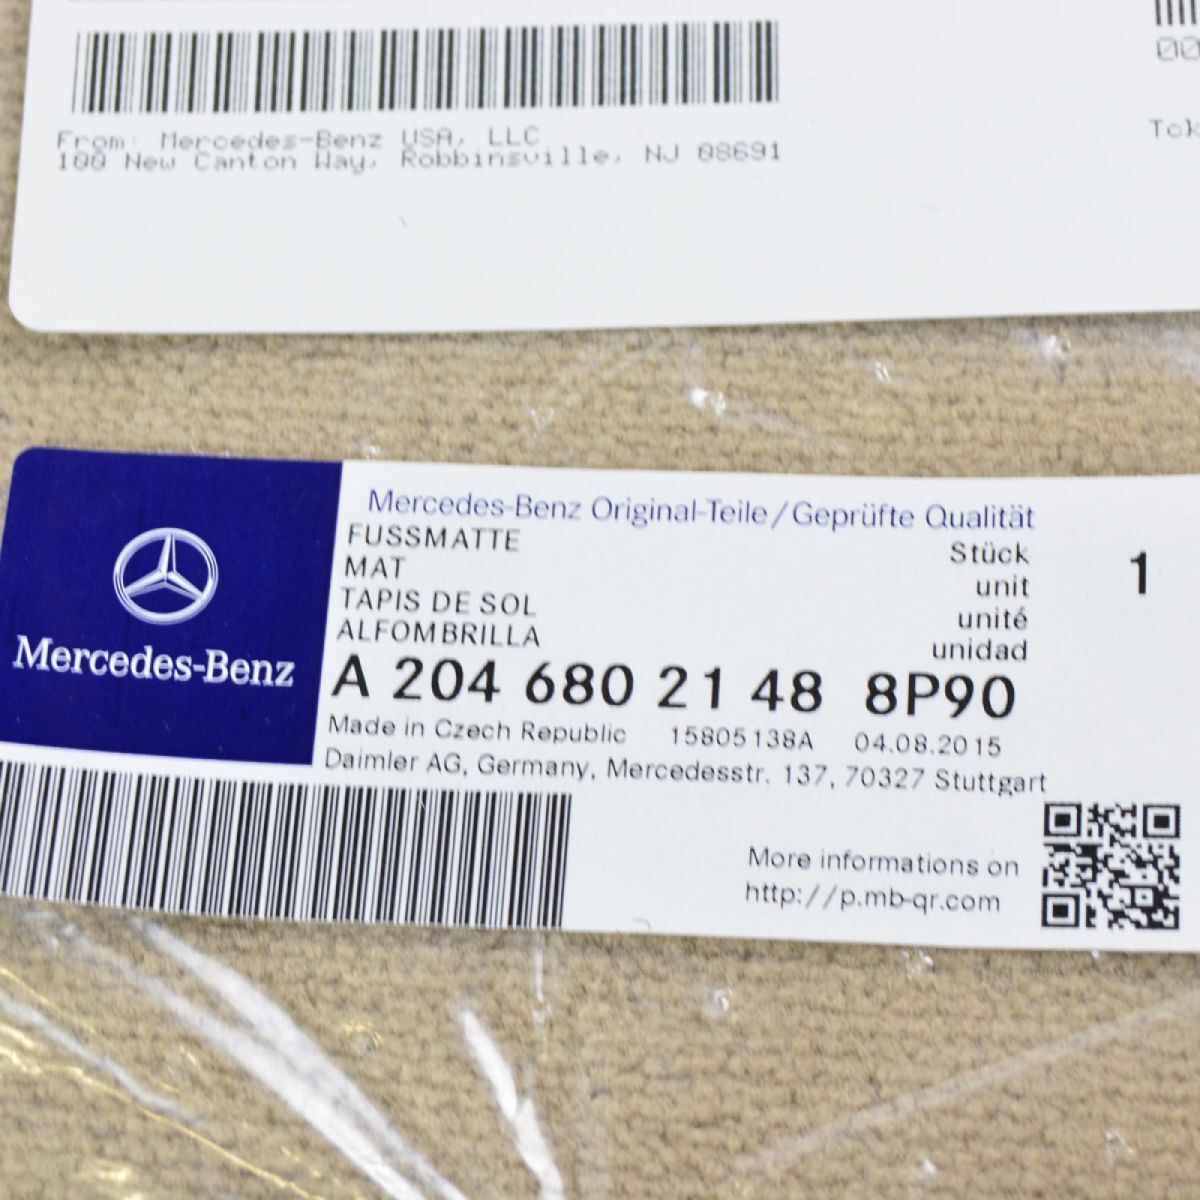 From: Mercedes-Benz USA, LLC
100 New Canton Way, Robbinsville, NJ 08691
00
Mercedes-Benz
Mercedes-Benz Original-Teile/Geprüfte Qualität
FUSSMATTE
MAT
TAPIS DE SOL
ALFOMBRILLA
Stück
unit
unité
unidad
1
A 204 680 21 48 8P90
Made in Czech Republic 15805138A 04.08.2015
Daimler AG, Germany, Mercedesstr. 137, 70327 Stuttgart
More informations on
http://p.mb-qr.com